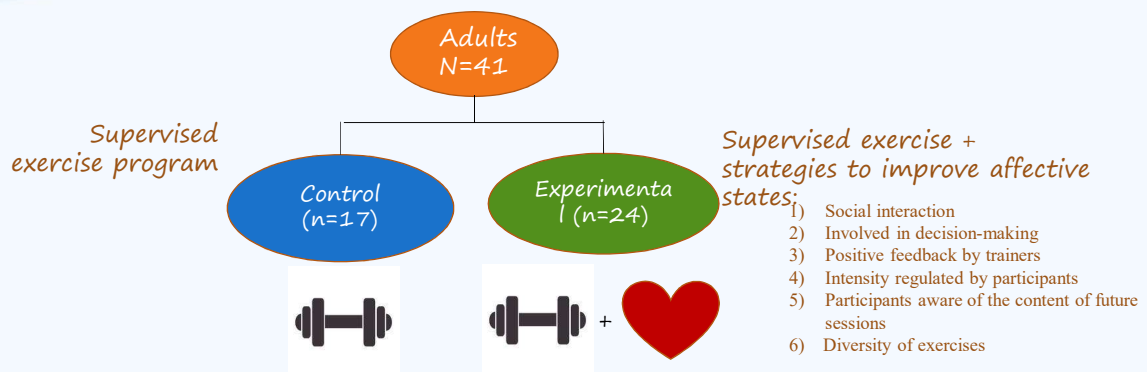 Adults
N=41
Supervised
exercise program
Control
(n=17)
Experimenta
l (n=24)
+
Supervised exercise +
strategies to improve affective
states:
1) Social interaction
2) Involved in decision-making
3) Positive feedback by trainers
4) Intensity regulated by participants
5) Participants aware of the content of future
sessions
6) Diversity of exercises